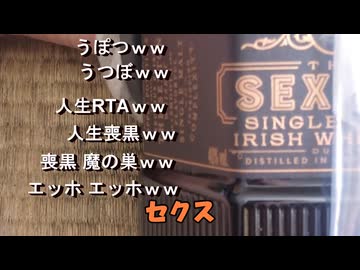 うぽつｗｗ
うつぼｗｗ
人生RTAｗｗ
人生喪黒ｗｗ
喪黒 魔の巣ｗｗ
エッホ エッホｗｗ
セクス
TH
SEX
SINGLE
IRISH WH
DISTILLED IN